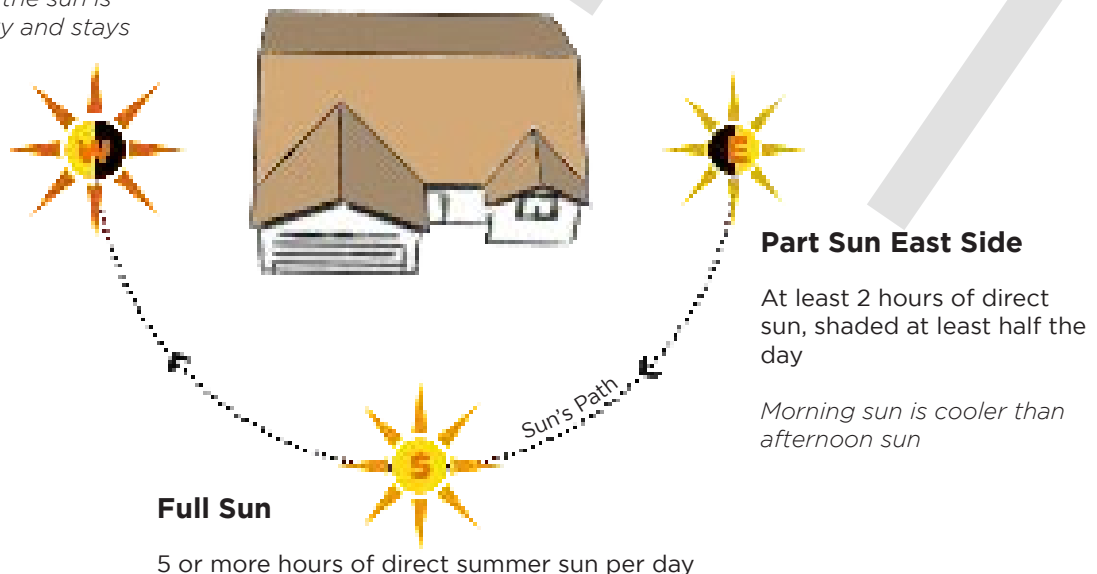 the sun is
y and stays
W
E
Part Sun East Side
At least 2 hours of direct
sun, shaded at least half the
day
Morning sun is cooler than
afternoon sun
Sun's Path
S
Full Sun
5 or more hours of direct summer sun per day